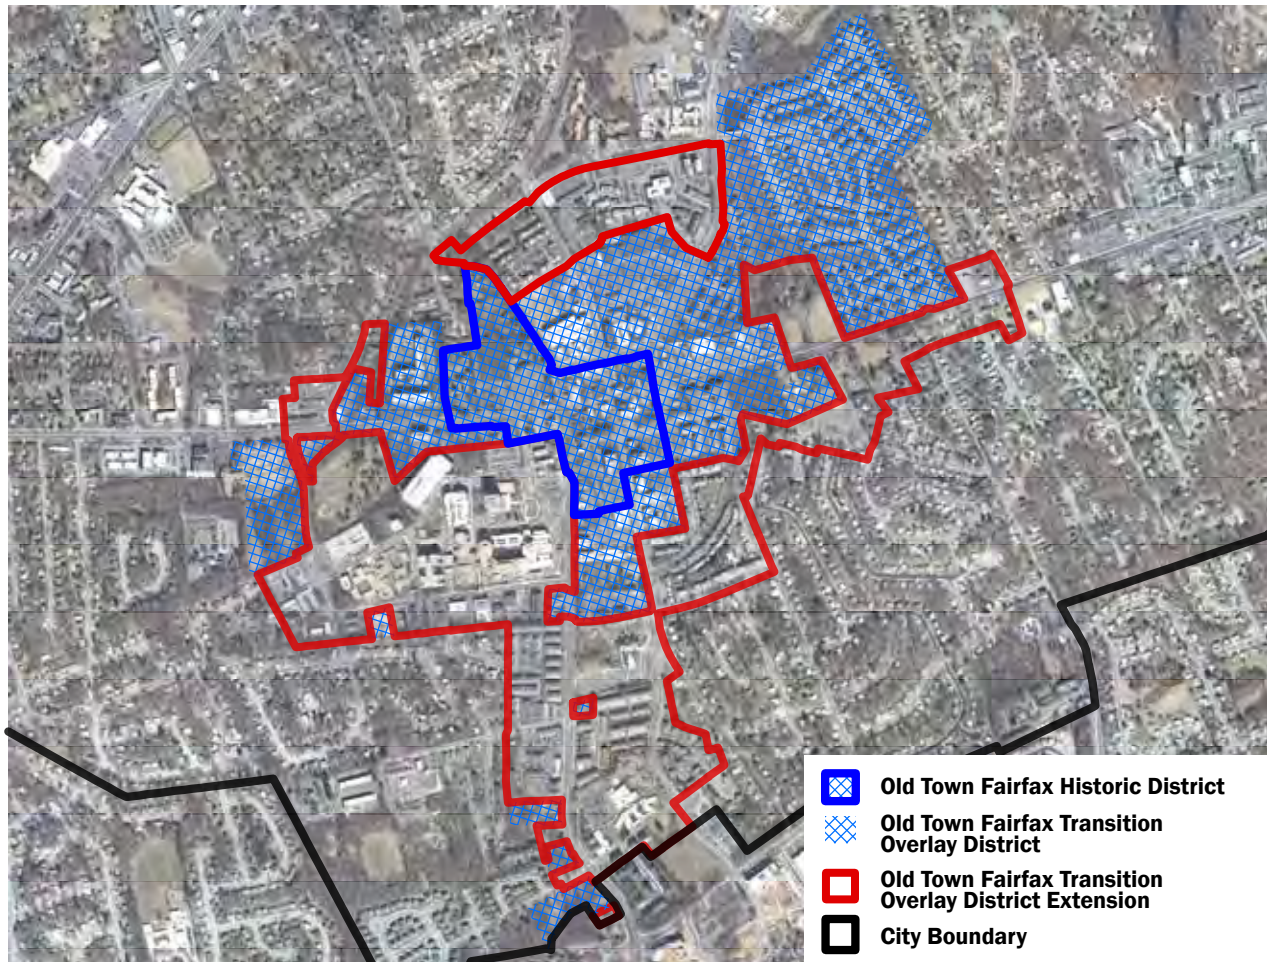 Old Town Fairfax Historic District
Old Town Fairfax Transition
Overlay District
Old Town Fairfax Transition
Overlay District Extension
City Boundary